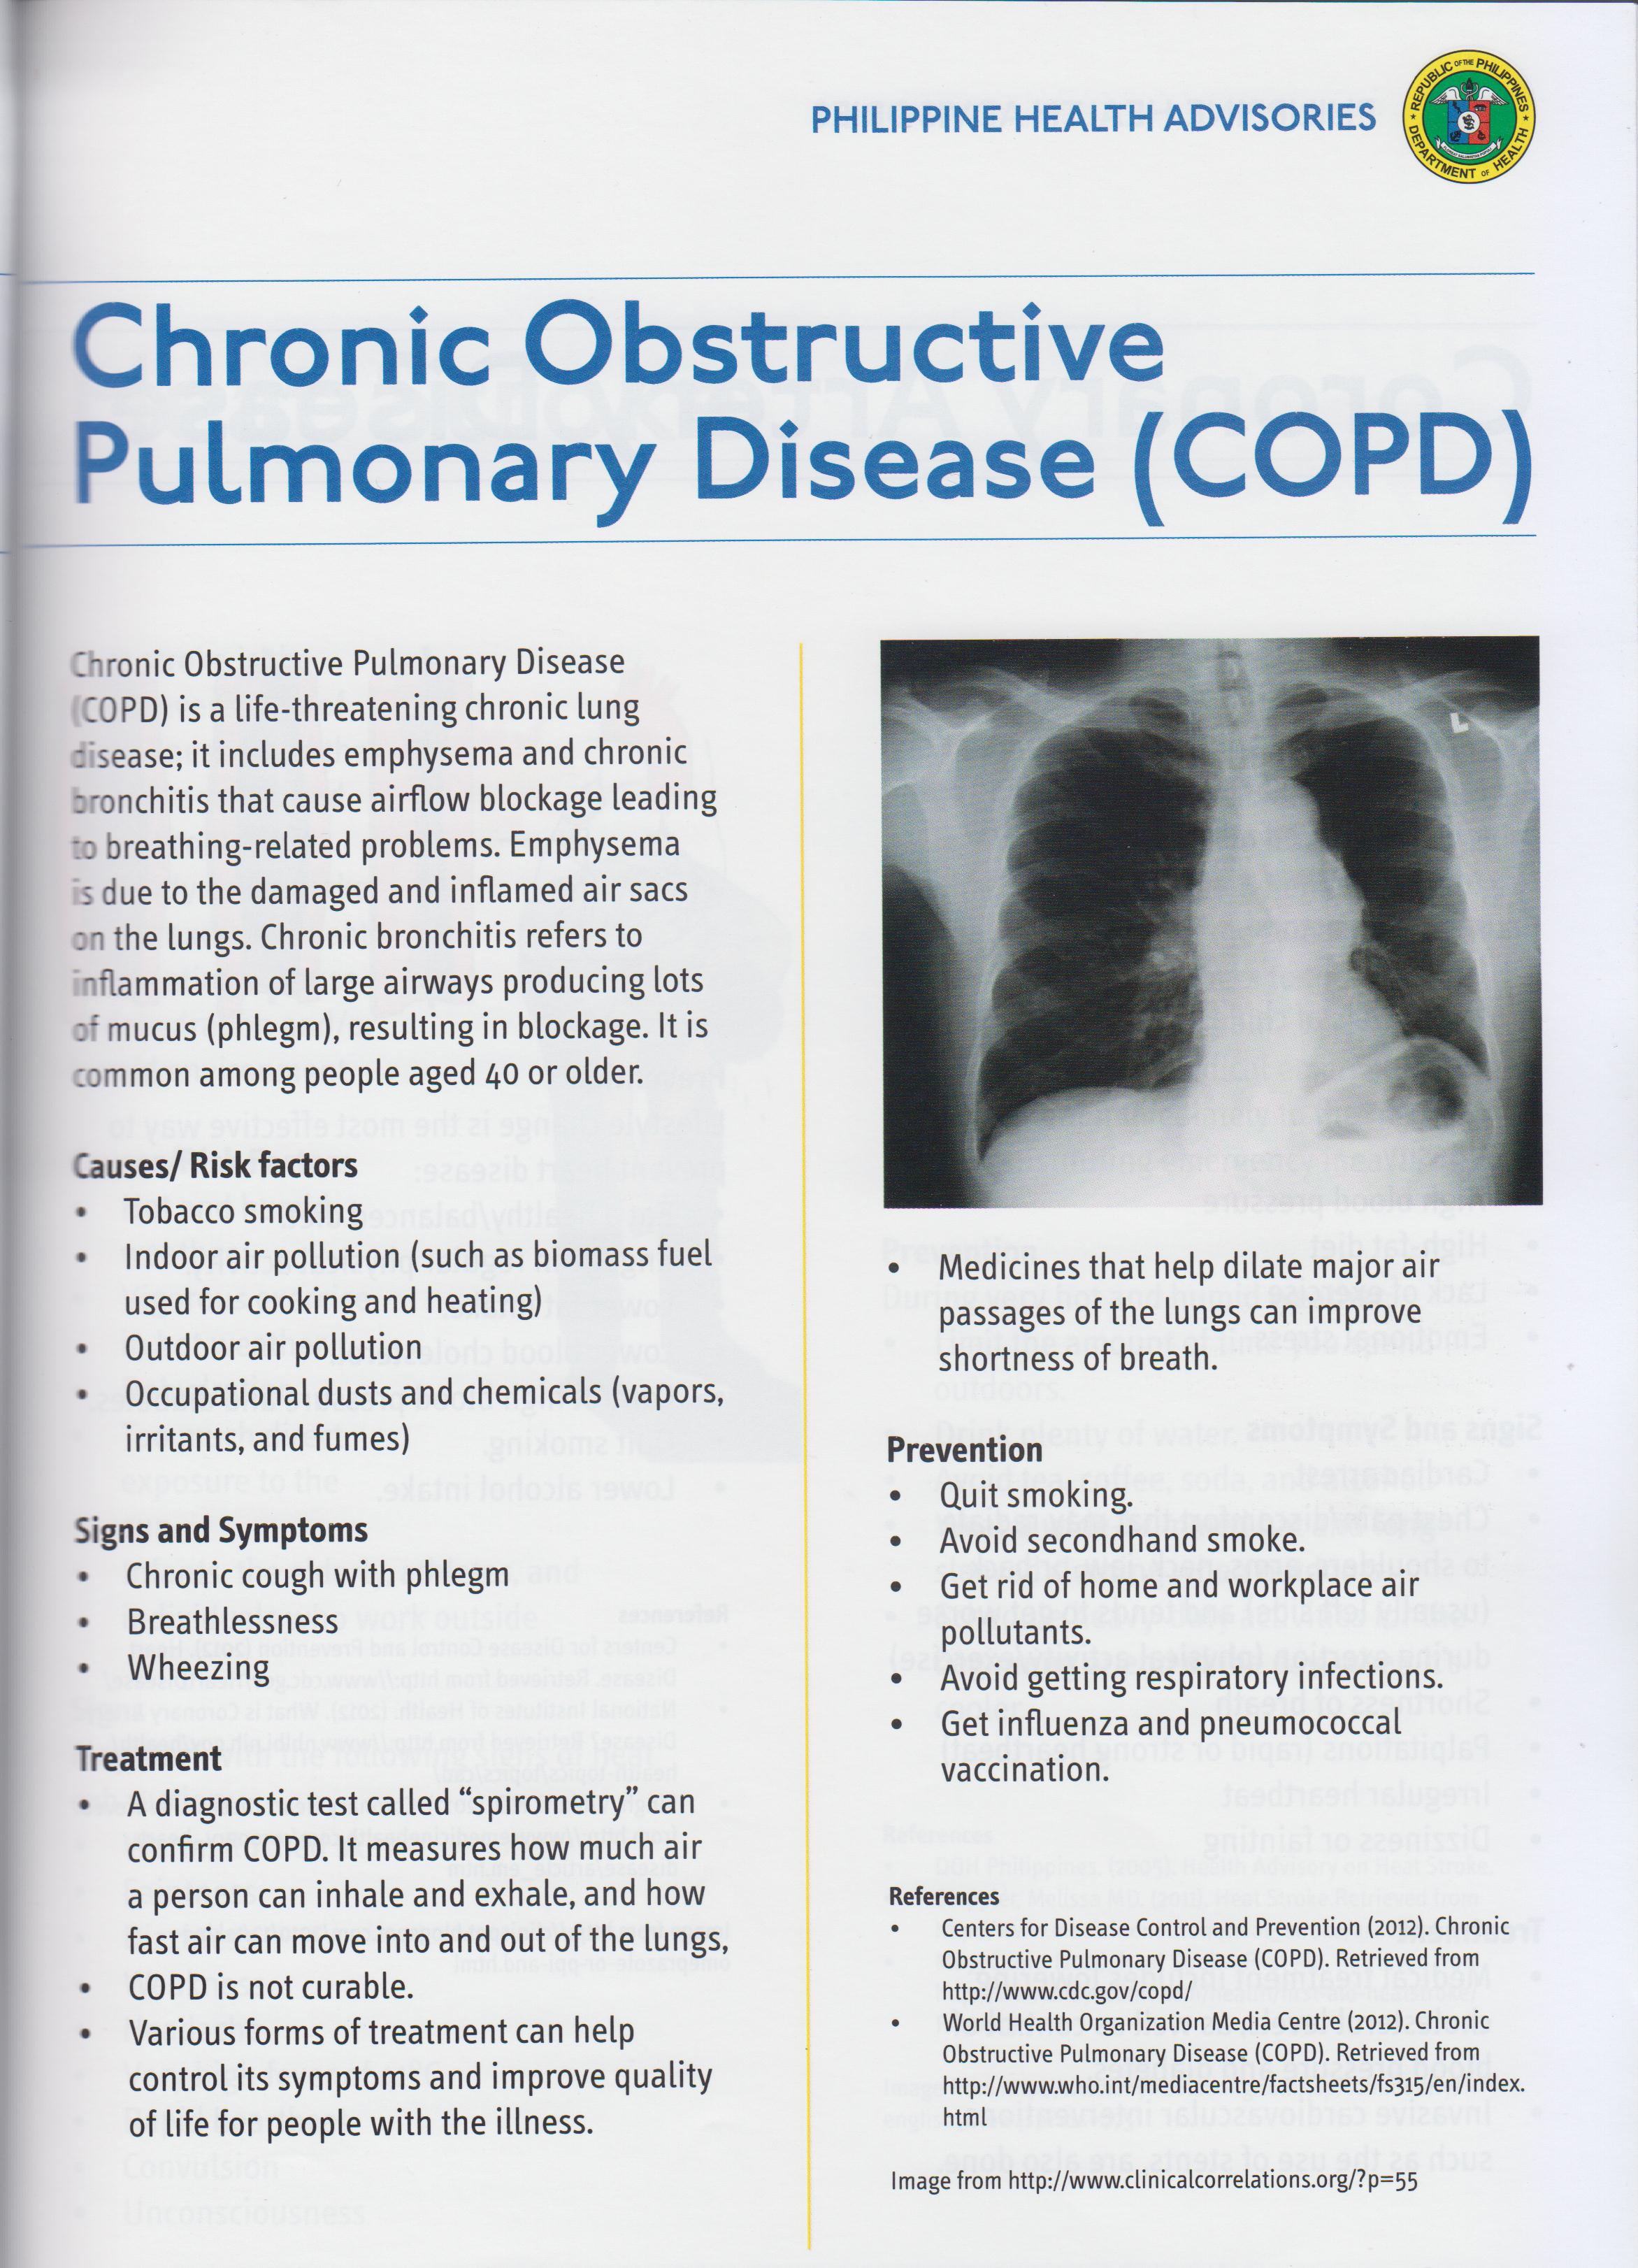 PHILIPPINE HEALTH ADVISORIES
REPUBLIC OF THE PHILIPPINES
DEPARTMENT OF HEALTH
Chronic Obstructive
Pulmonary Disease (COPD)
Chronic Obstructive Pulmonary Disease
(COPD) is a life-threatening chronic lung
disease; it includes emphysema and chronic
bronchitis that cause airflow blockage leading
to breathing-related problems. Emphysema
is due to the damaged and inflamed air sacs
on the lungs. Chronic bronchitis refers to
inflammation of large airways producing lots
of mucus (phlegm), resulting in blockage. It is
common among people aged 40 or older.
Causes/ Risk factors
• Tobacco smoking
• Indoor air pollution (such as biomass fuel
used for cooking and heating)
• Outdoor air pollution
• Occupational dusts and chemicals (vapors,
irritants, and fumes)
Signs and Symptoms
• Chronic cough with phlegm
• Breathlessness
• Wheezing
Treatment
• A diagnostic test called “spirometry” can
confirm COPD. It measures how much air
a person can inhale and exhale, and how
fast air can move into and out of the lungs,
• COPD is not curable.
• Various forms of treatment can help
control its symptoms and improve quality
of life for people with the illness.
L
• Medicines that help dilate major air
passages of the lungs can improve
shortness of breath.
Prevention
• Quit smoking.
• Avoid secondhand smoke.
• Get rid of home and workplace air
pollutants.
• Avoid getting respiratory infections.
• Get influenza and pneumococcal
vaccination.
References
• Centers for Disease Control and Prevention (2012). Chronic
Obstructive Pulmonary Disease (COPD). Retrieved from
http://www.cdc.gov/copd/
• World Health Organization Media Centre (2012). Chronic
Obstructive Pulmonary Disease (COPD). Retrieved from
http://www.who.int/mediacentre/factsheets/fs315/en/index.
html
Image from http://www.clinicalcorrelations.org/?p=55